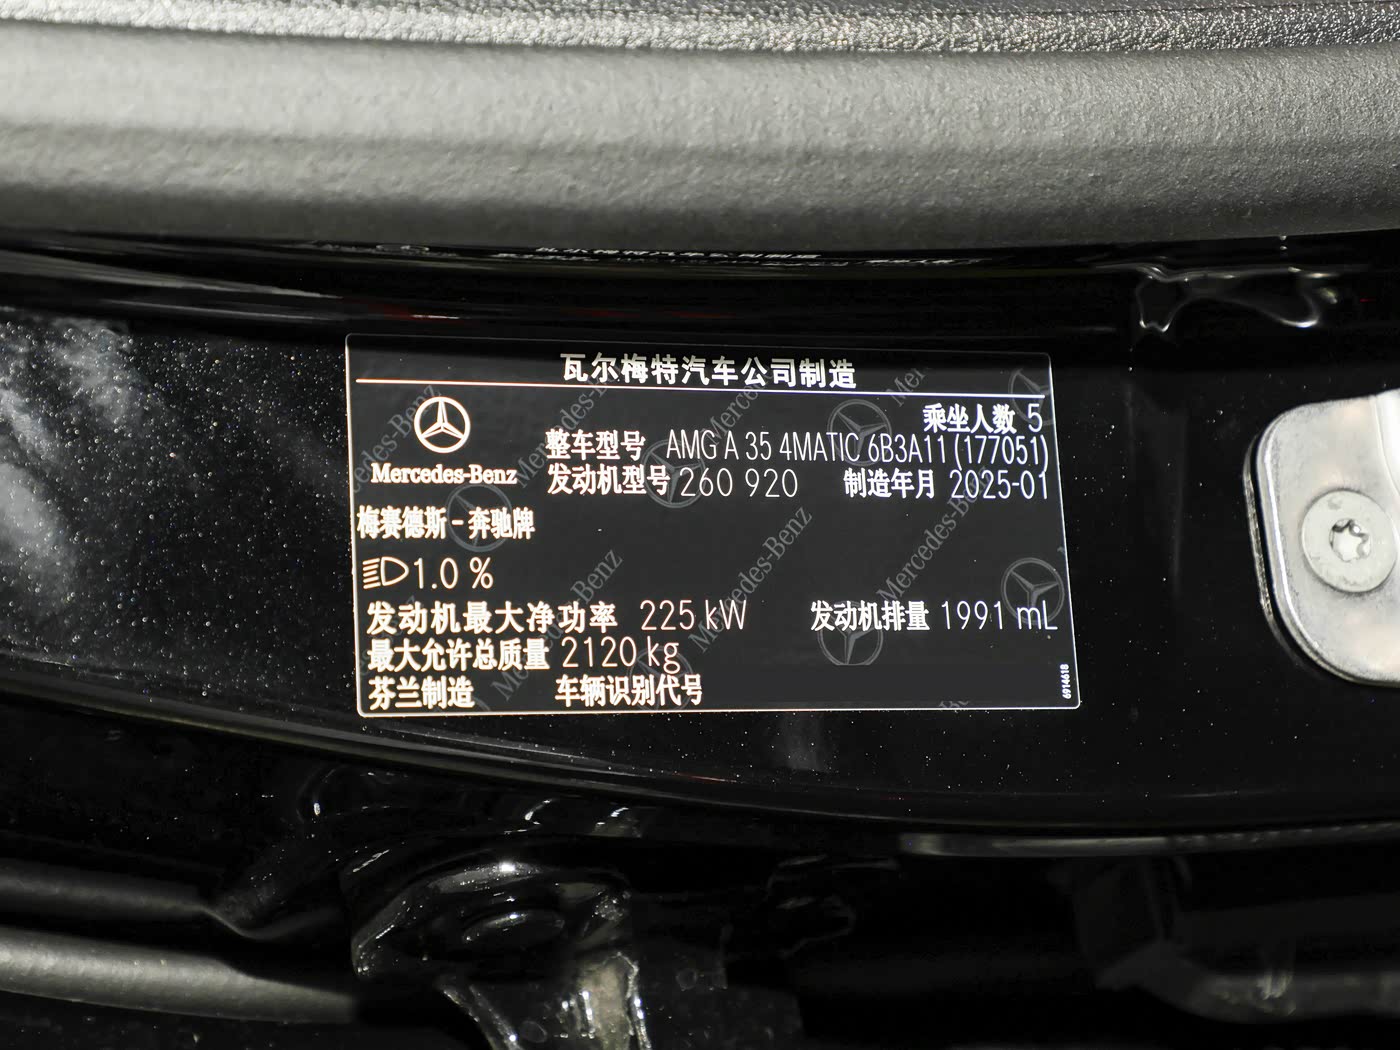 瓦尔梅特汽车公司制造
乘坐人数 5
整车型号 AMG A 35 4MATIC 6B3A11 (177051)
Mercedes-Benz
发动机型号 260 920 制造年月 2025-01
梅赛德斯-奔驰牌
1.0 %
发动机最大净功率 225 kW 发动机排量 1991 mL
最大允许总质量 2120 kg
芬兰制造 车辆识别代号
6914618